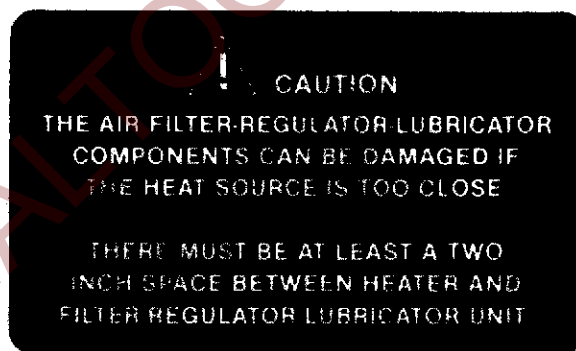 ! CAUTION
THE AIR FILTER-REGULATOR-LUBRICATOR
COMPONENTS CAN BE DAMAGED IF
THE HEAT SOURCE IS TOO CLOSE
THERE MUST BE AT LEAST A TWO
INCH SPACE BETWEEN HEATER AND
FILTER REGULATOR LUBRICATOR UNIT